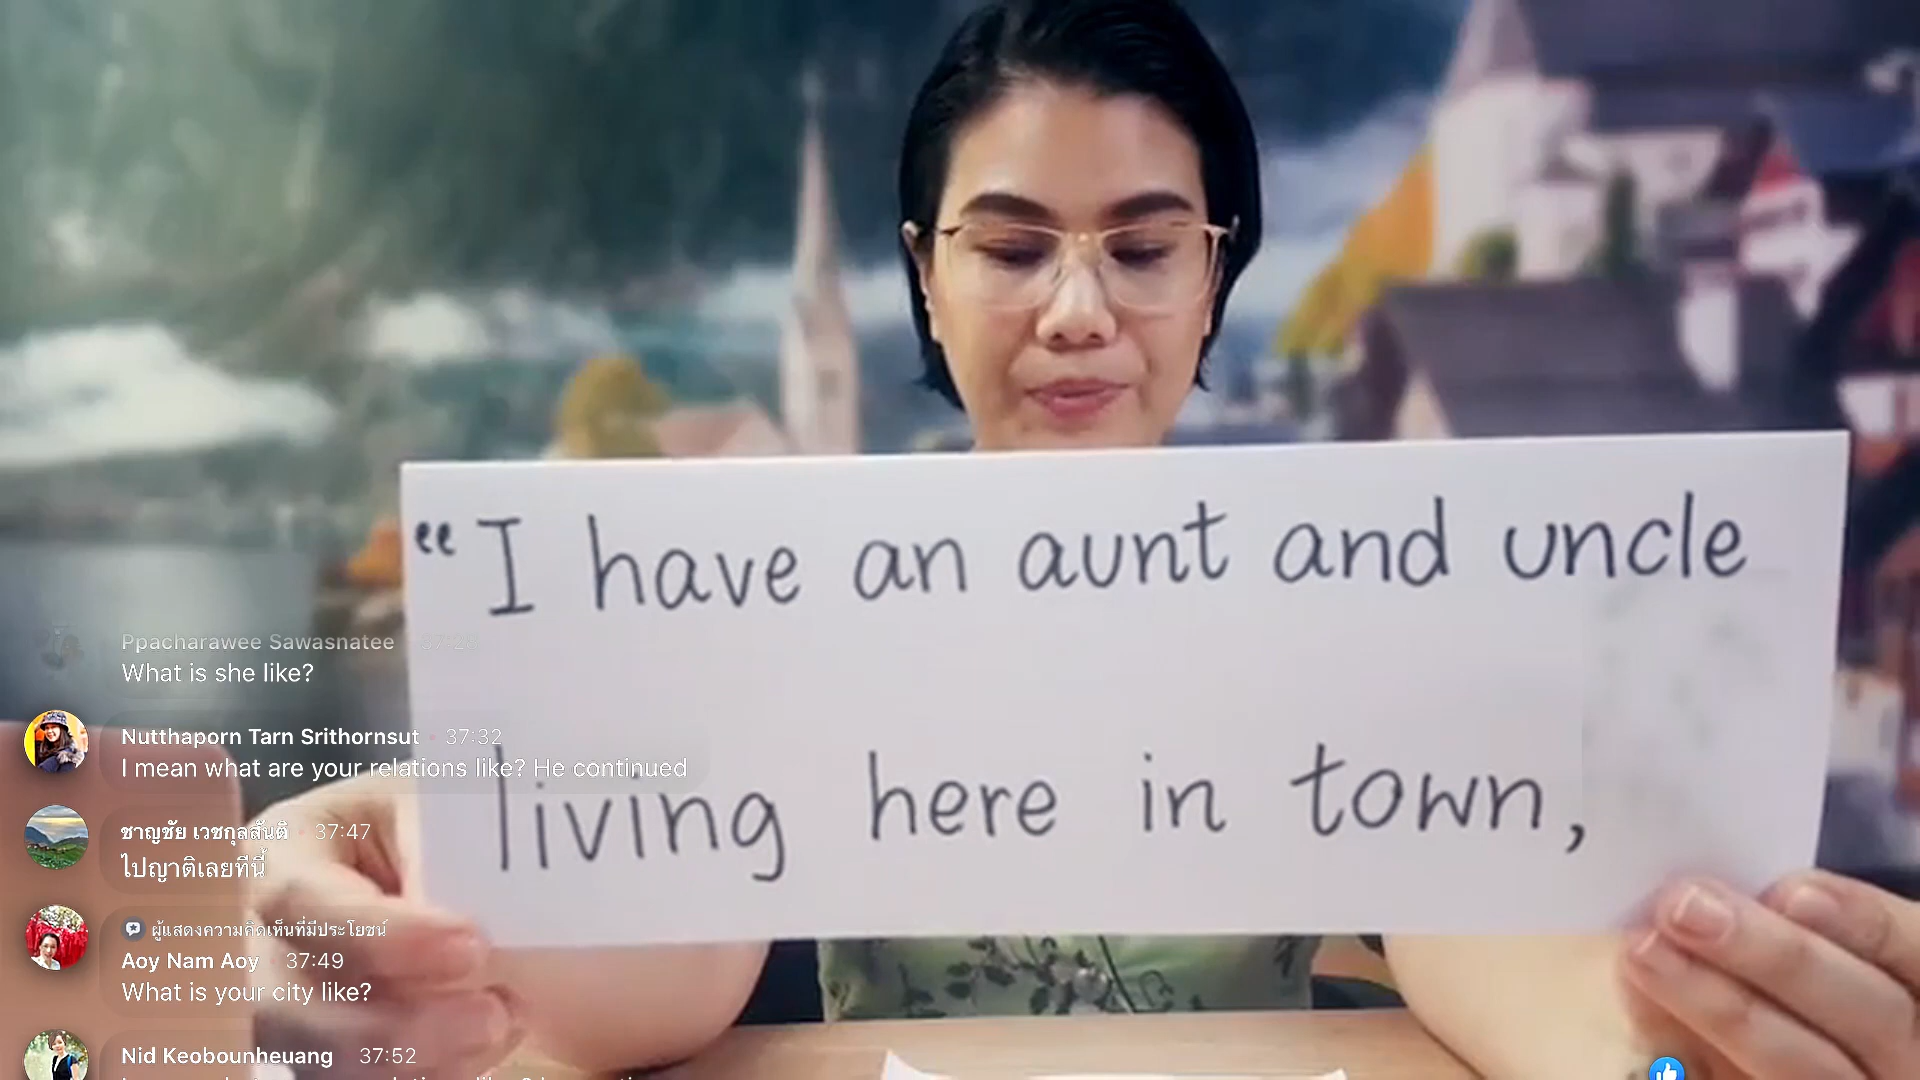 “I have an aunt and uncle
living here in town,
Ppacharawee Sawasnatee
What is she like?
Nutthaporn Tarn Srithornsut · 37:32
I mean what are your relations like? He continued
ชาญชัย เวชกุลสันติ · 37:47
ไปญาติเลยทีนี้
ผู้แสดงความคิดเห็นที่มีประโยชน์
Aoy Nam Aoy · 37:49
What is your city like?
Nid Keobounheuang 37:52